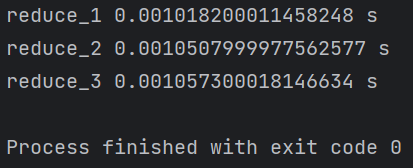 reduce_1 0.001018200011458248 s
reduce_2 0.0010507999977562577 s
reduce_3 0.001057300018146634 s
Process finished with exit code 0